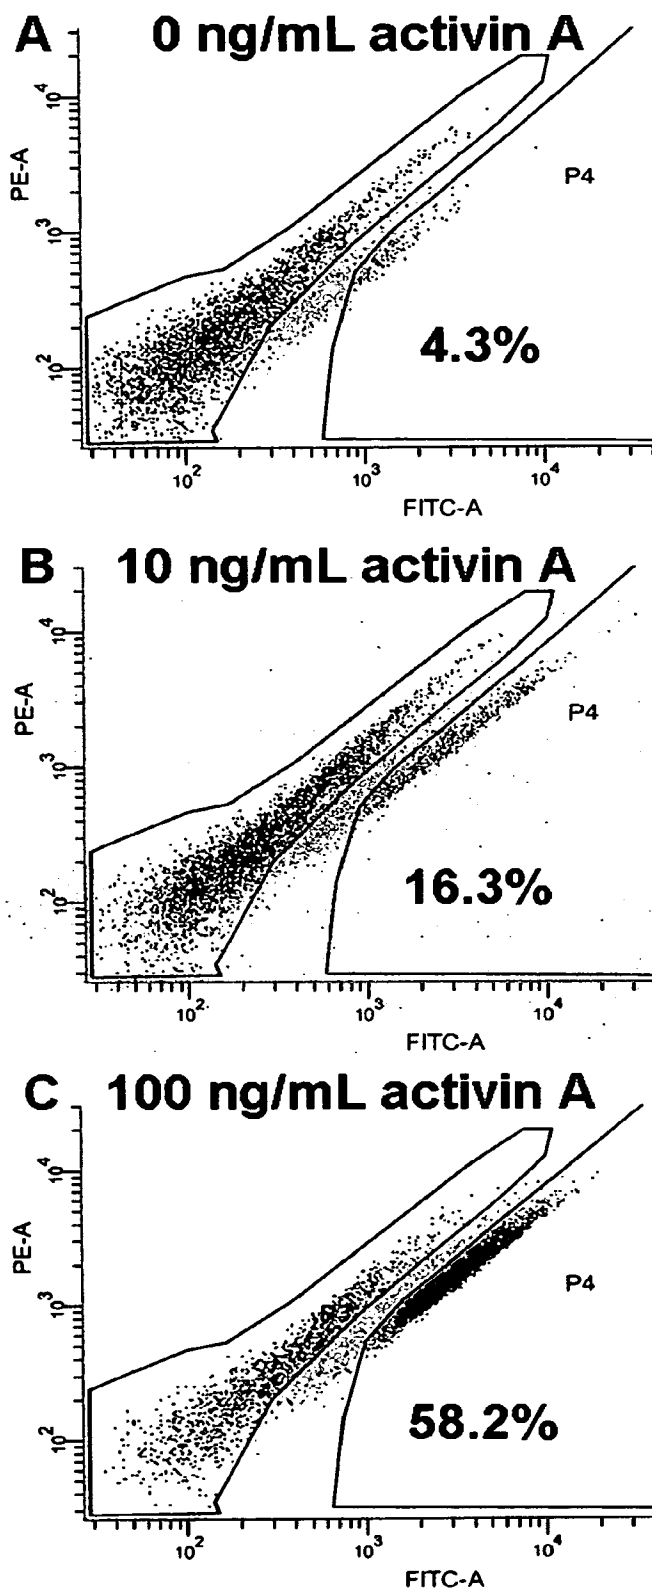 A 0 ng/mL activin A
10⁴
PE-A
P4
10³
4.3%
10²
10² 10³ 10⁴
FITC-A
B 10 ng/mL activin A
10⁴
PE-A
P4
10³
16.3%
10²
10² 10³ 10⁴
FITC-A
C 100 ng/mL activin A
10⁴
PE-A
P4
10³
58.2%
10²
10² 10³ 10⁴
FITC-A